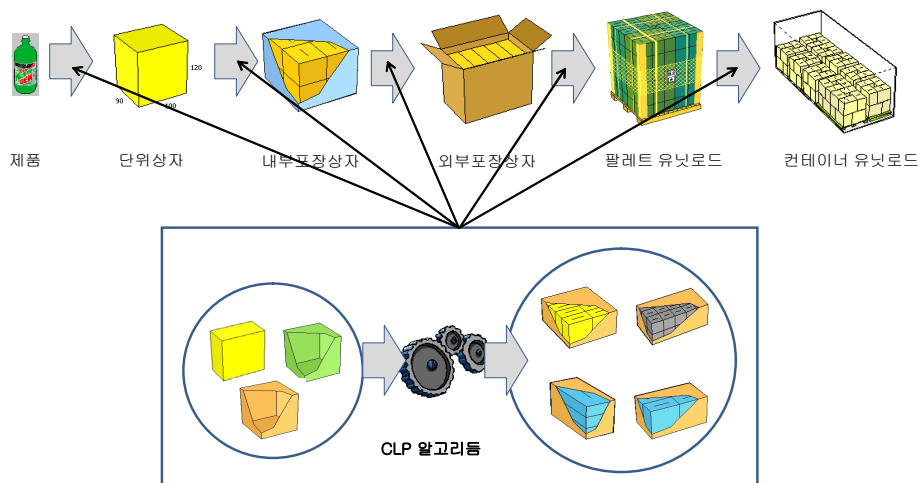 120
90
100
제품
단위상자
내부포장상자
외부포장상자
팔레트 유닛로드
컨테이너 유닛로드
CLP 알고리듬